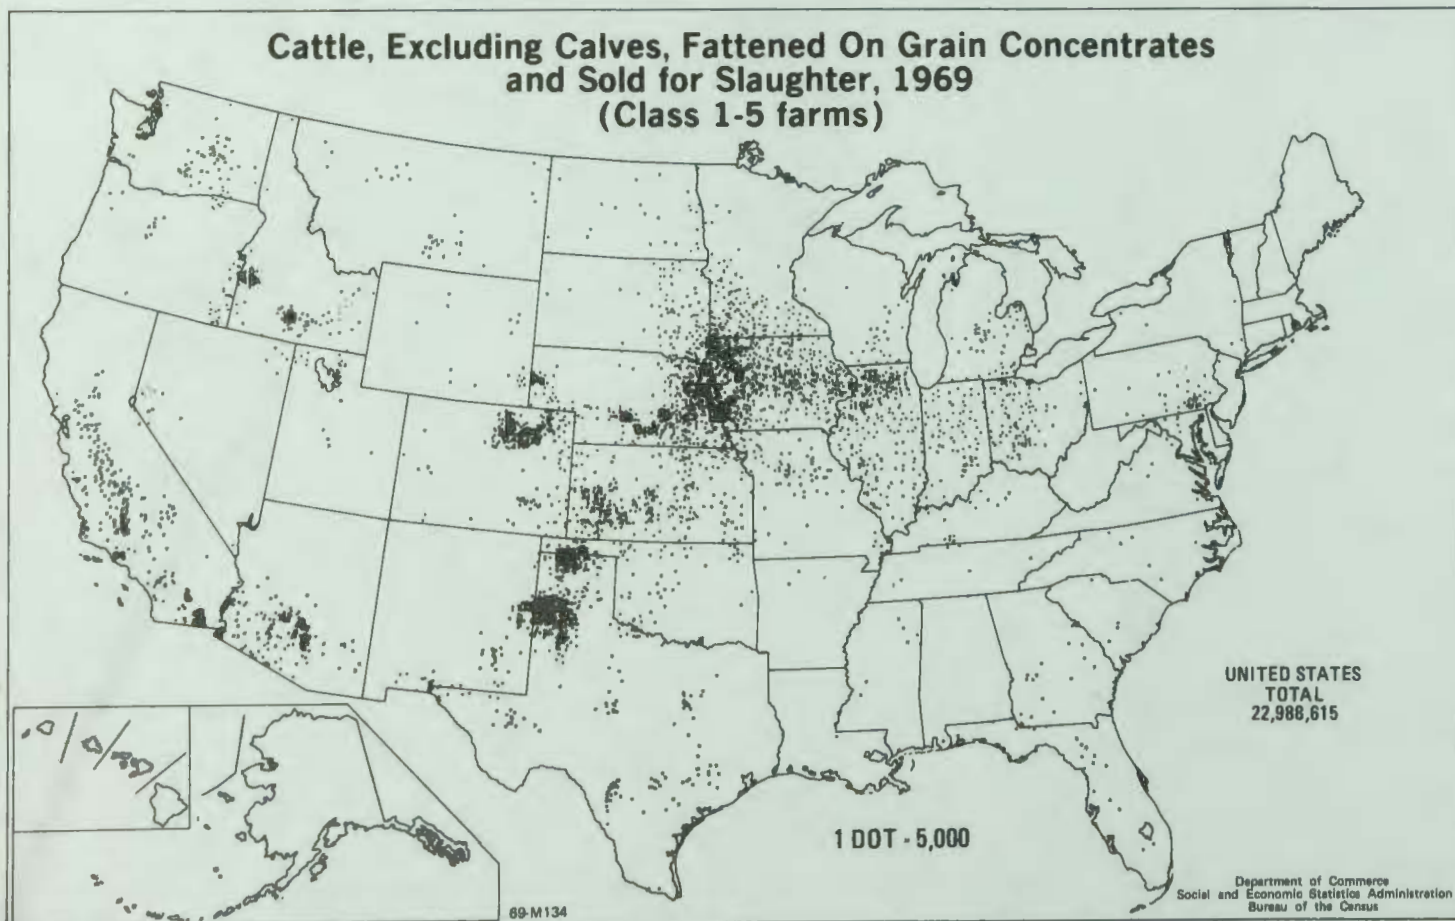 Cattle, Excluding Calves, Fattened On Grain Concentrates
and Sold for Slaughter, 1969
(Class 1-5 farms)
UNITED STATES
TOTAL
22,988,615
1 DOT - 5,000
69-M134
Department of Commerce
Social and Economic Statistics Administration
Bureau of the Census